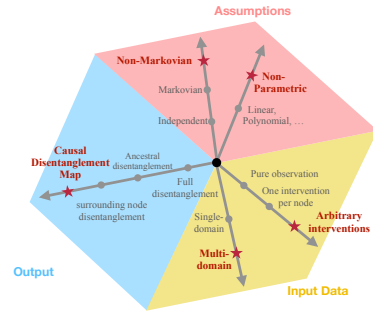 Assumptions
Non-Markovian
Markovian
Independent
Non-
Parametric
Linear,
Polynomial, …
Causal
Disentanglement
Map
Ancestral
disentanglement
Full
disentanglement
surrounding node
disentanglement
Pure observation
One intervention
per node
Arbitrary
interventions
Single-
domain
Multi-
domain
Output
Input Data